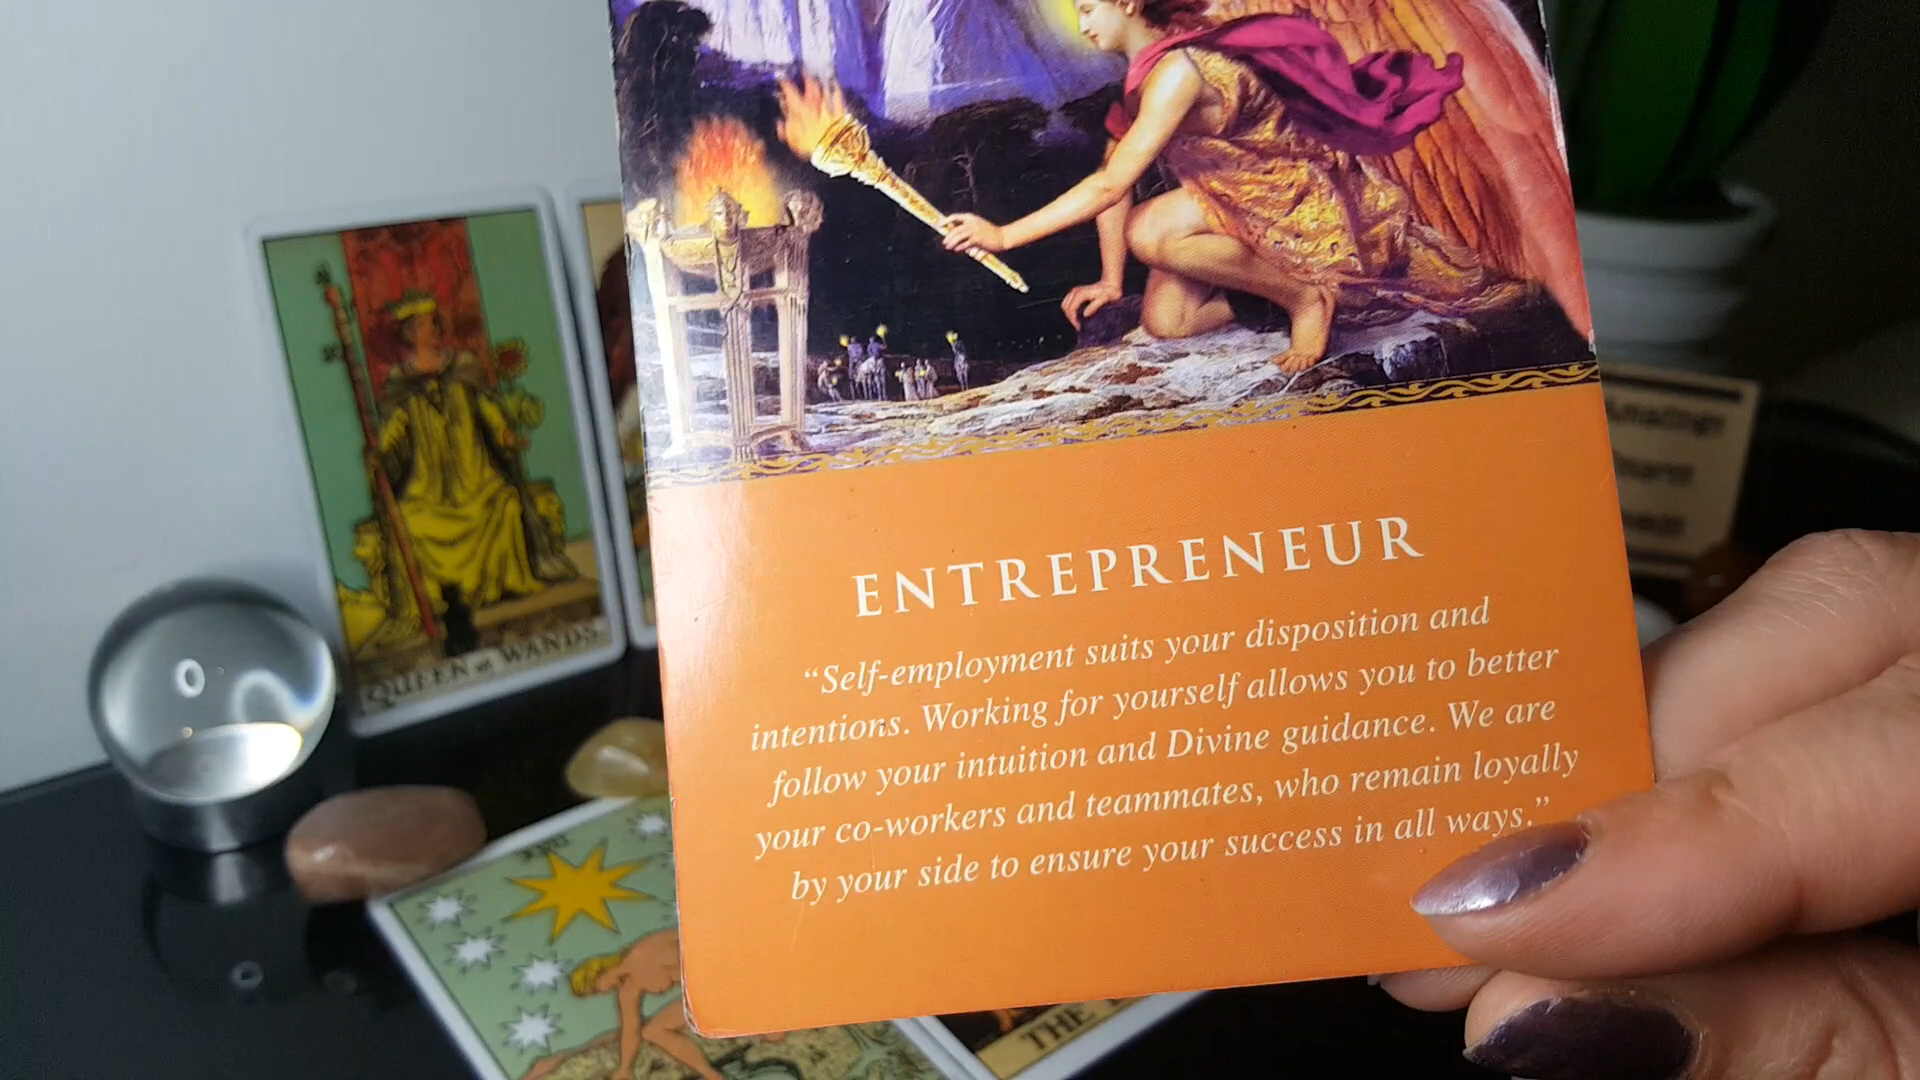 QUEEN of WANDS.
ENTREPRENEUR
“Self-employment suits your disposition and
intentions. Working for yourself allows you to better
follow your intuition and Divine guidance. We are
your co-workers and teammates, who remain loyally
by your side to ensure your success in all ways.”
XVII
THE